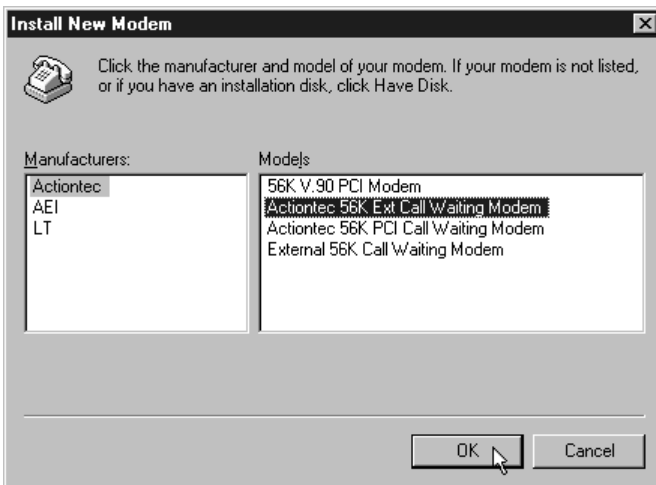 Install New Modem
Click the manufacturer and model of your modem. If your modem is not listed,
or if you have an installation disk, click Have Disk.
Manufacturers:
Actiontec
AEI
LT
Models
56K V.90 PCI Modem
Actiontec 56K Ext Call Waiting Modem
Actiontec 56K PCI Call Waiting Modem
External 56K Call Waiting Modem
OK
Cancel